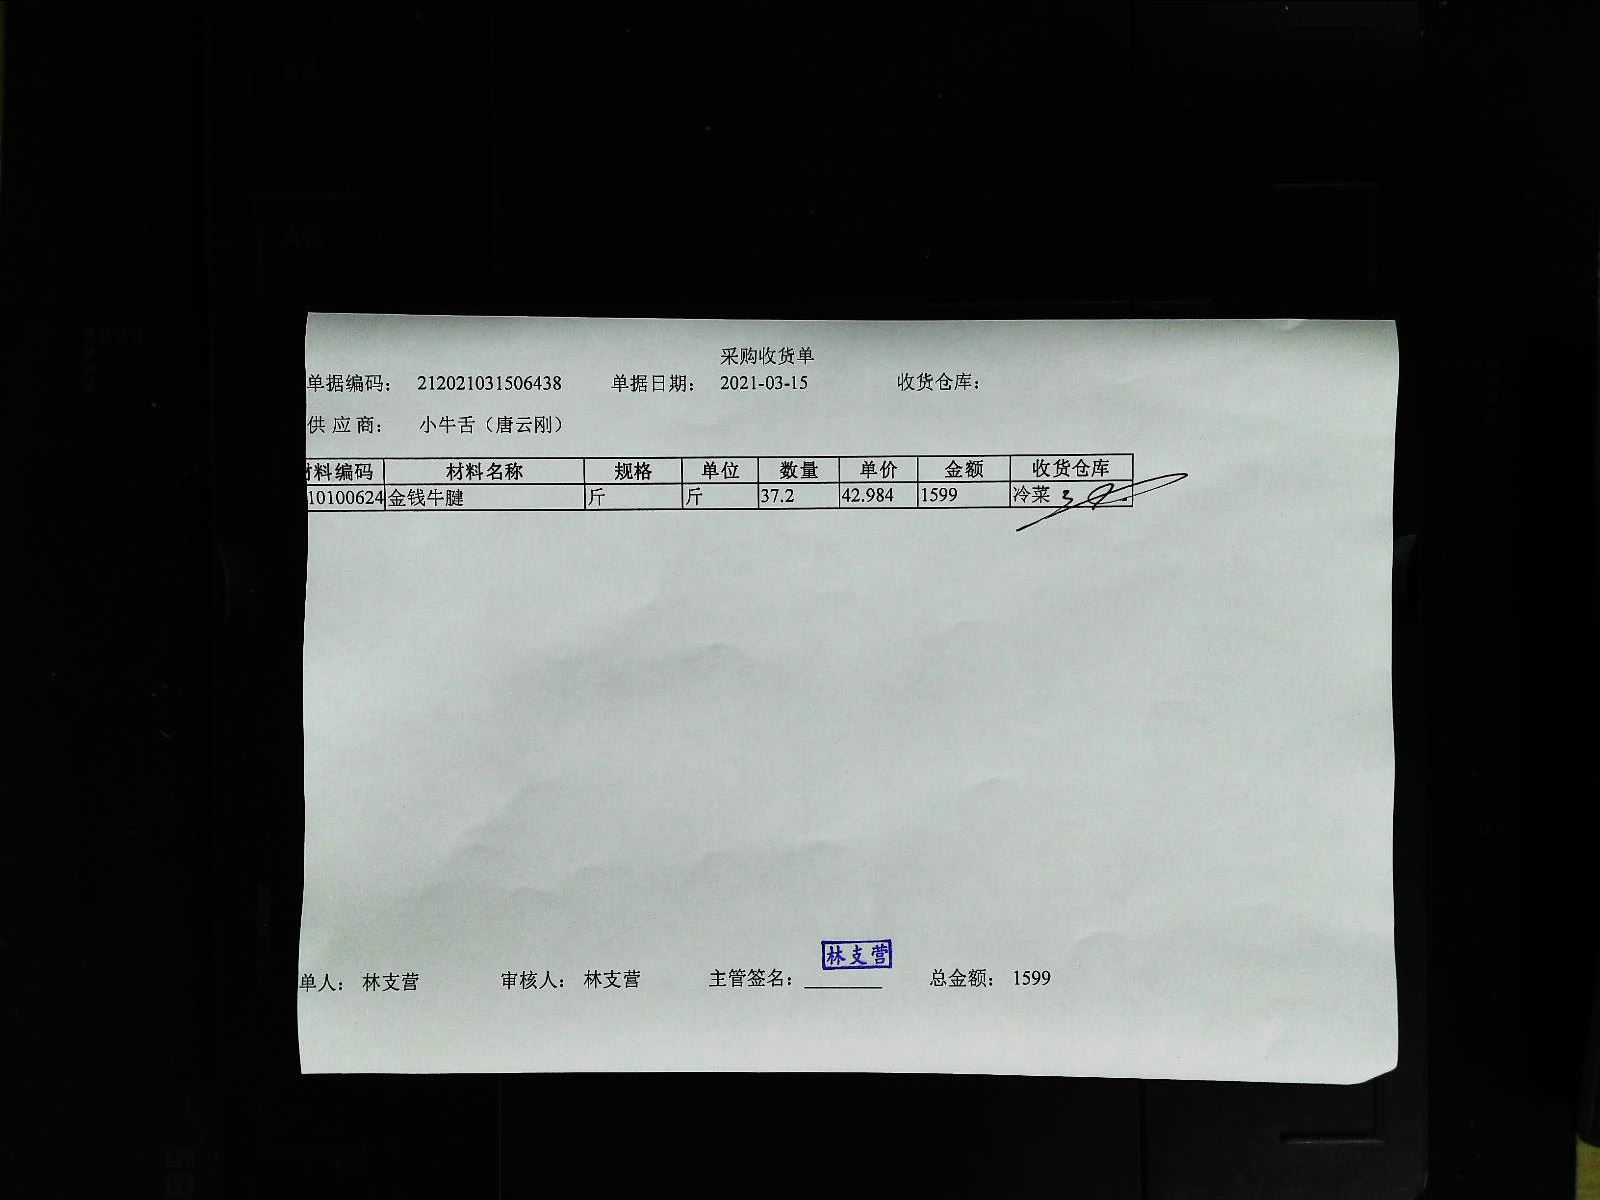 采购收货单
单据编码： 212021031506438 单据日期： 2021-03-15 收货仓库：
供应商： 小牛舌（唐云刚）
材料编码 材料名称 规格 单位 数量 单价 金额 收货仓库
10100624 金钱牛腱 斤 斤 37.2 42.984 1599 冷菜
林支营
单人： 林支营 审核人： 林支营 主管签名： 总金额： 1599